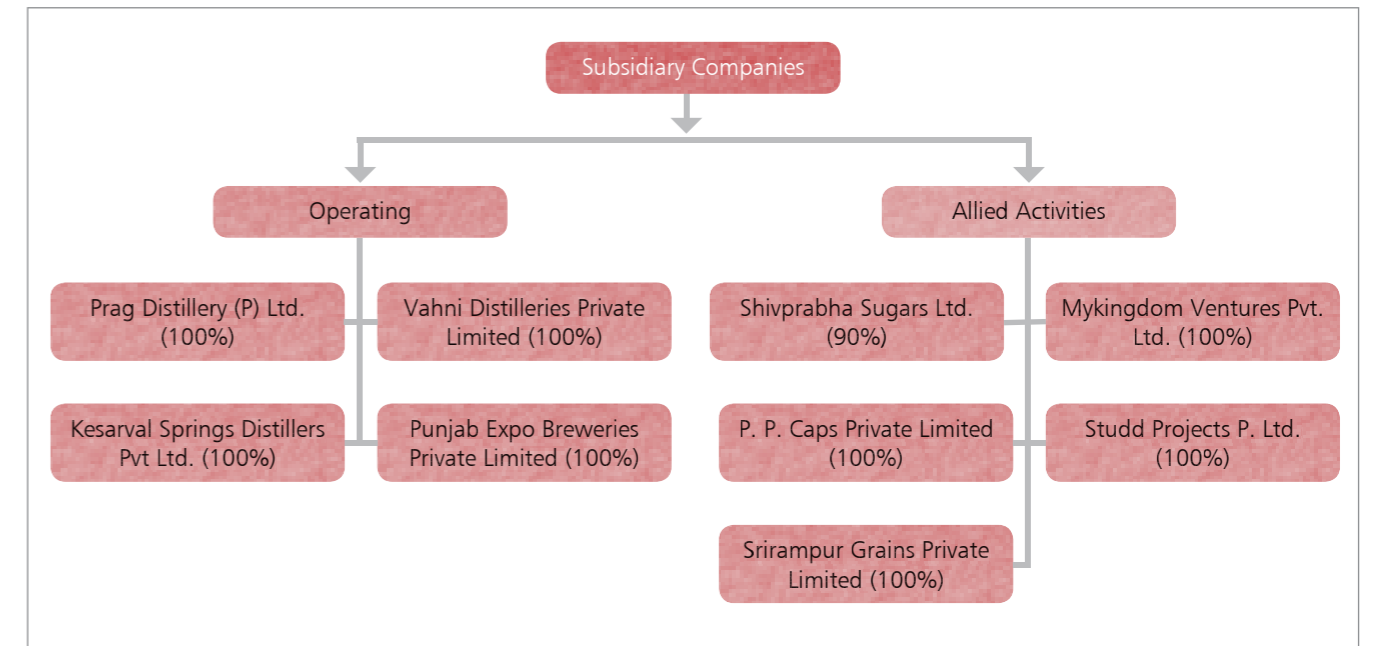 Subsidiary Companies
Operating
Allied Activities
Prag Distillery (P) Ltd.
(100%)
Vahni Distilleries Private
Limited (100%)
Shivprabha Sugars Ltd.
(90%)
Mykingdom Ventures Pvt.
Ltd. (100%)
Kesarval Springs Distillers
Pvt Ltd. (100%)
Punjab Expo Breweries
Private Limited (100%)
P. P. Caps Private Limited
(100%)
Studd Projects P. Ltd.
(100%)
Srirampur Grains Private
Limited (100%)